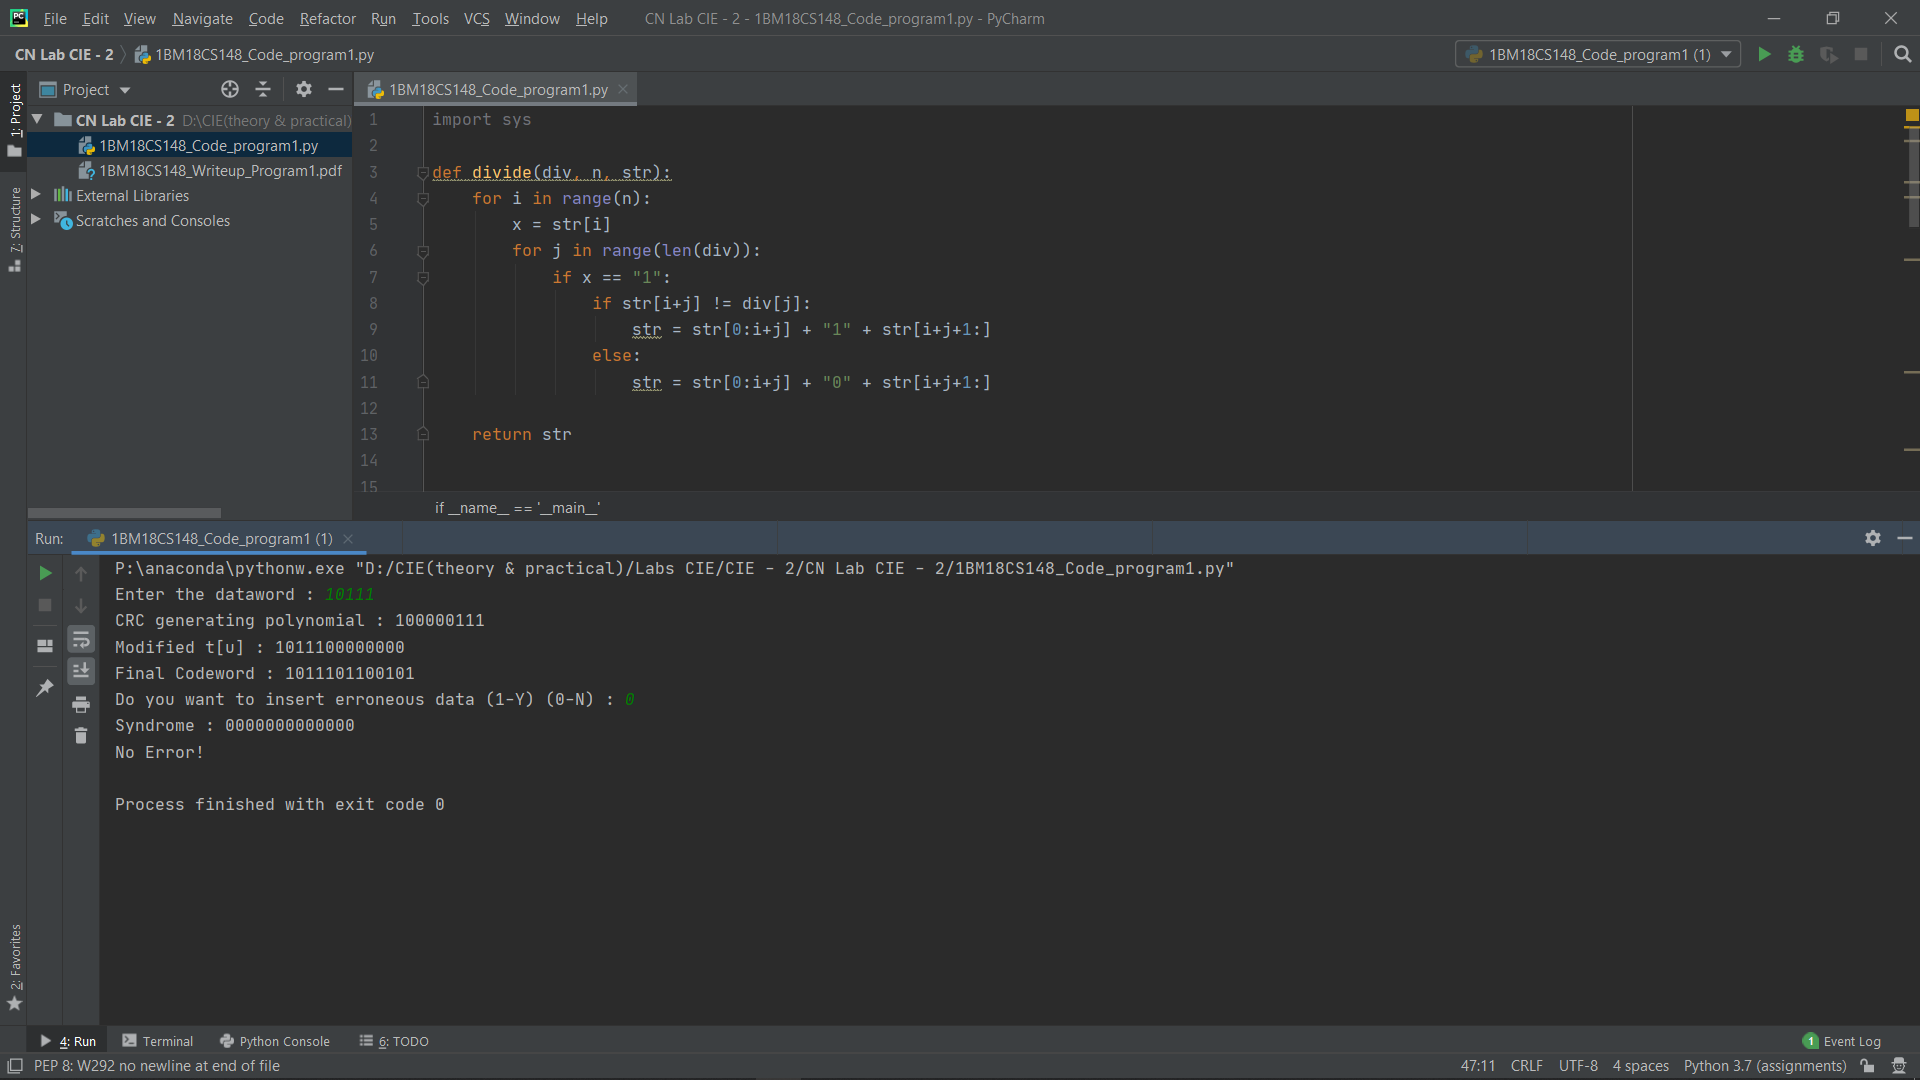 File Edit View Navigate Code Refactor Run Tools VCS Window Help CN Lab CIE - 2 - 1BM18CS148_Code_program1.py - PyCharm
CN Lab CIE - 2 1BM18CS148_Code_program1.py 1BM18CS148_Code_program1 (1)
Project 1BM18CS148_Code_program1.py
1: Project
CN Lab CIE - 2 D:\CIE(theory & practical)
1BM18CS148_Code_program1.py
1BM18CS148_Writeup_Program1.pdf
External Libraries
Scratches and Consoles
7: Structure
1 import sys
2
3 def divide(div, n, str):
4 for i in range(n):
5 x = str[i]
6 for j in range(len(div)):
7 if x == "1":
8 if str[i+j] != div[j]:
9 str = str[0:i+j] + "1" + str[i+j+1:]
10 else:
11 str = str[0:i+j] + "0" + str[i+j+1:]
12
13 return str
14
15
if __name__ == '__main__'
Run: 1BM18CS148_Code_program1 (1)
P:\anaconda\pythonw.exe "D:/CIE(theory & practical)/Labs CIE/CIE - 2/CN Lab CIE - 2/1BM18CS148_Code_program1.py"
Enter the dataword : 10111
CRC generating polynomial : 100000111
Modified t[u] : 1011100000000
Final Codeword : 1011101100101
Do you want to insert erroneous data (1-Y) (0-N) : 0
Syndrome : 0000000000000
No Error!
Process finished with exit code 0
2: Favorites
4: Run Terminal Python Console 6: TODO 1 Event Log
PEP 8: W292 no newline at end of file 47:11 CRLF UTF-8 4 spaces Python 3.7 (assignments)